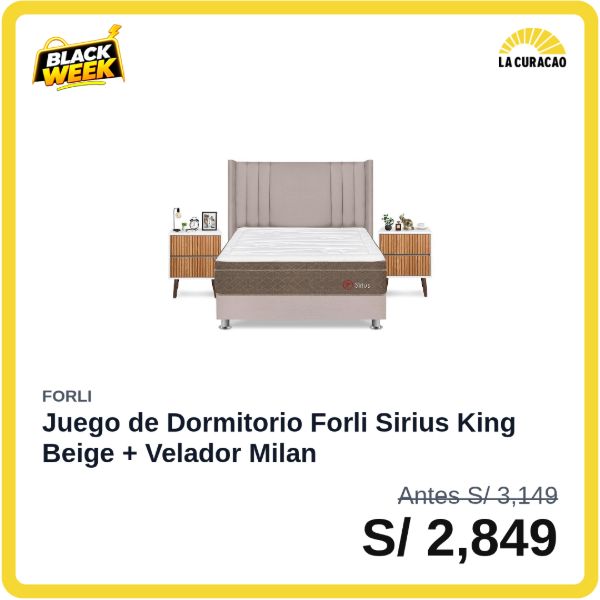 BLACK
WEEK
LA CURACAO
Sirius
FORLI
Juego de Dormitorio Forli Sirius King
Beige + Velador Milan
Antes S/ 3,149
S/ 2,849